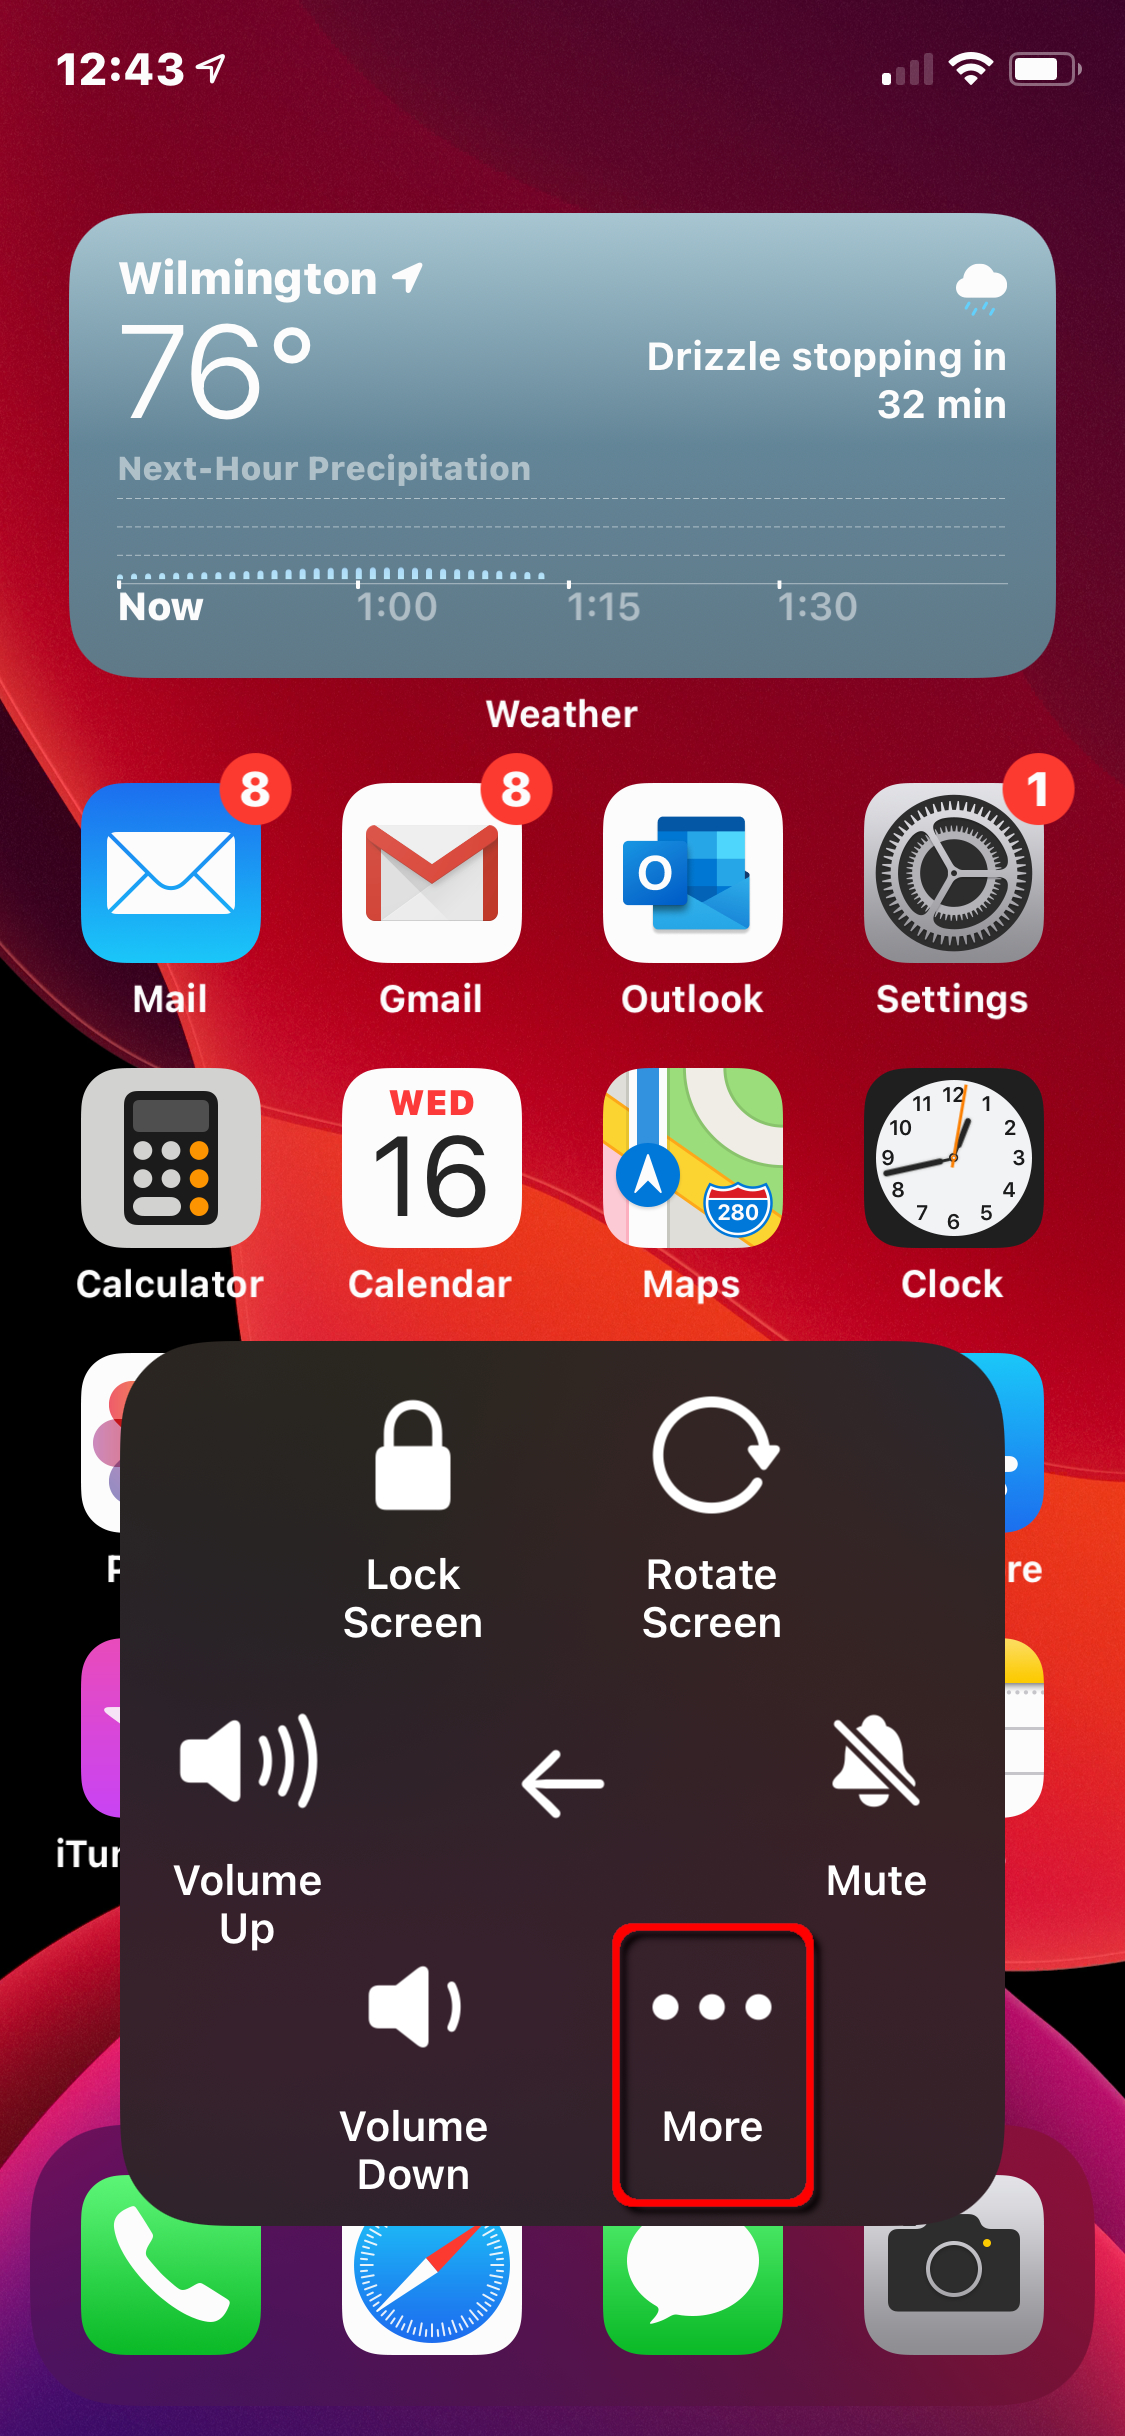 12:43
Wilmington
76°
Drizzle stopping in
32 min
Next-Hour Precipitation
Now 1:00 1:15 1:30
Weather
8 8 1
O
Mail Gmail Outlook Settings
WED
16
280
12 1 2 3 4 5 6 7 8 9 10 11
Calculator Calendar Maps Clock
P
re
Lock
Screen
Rotate
Screen
iTun
Volume
Up
Mute
Volume
Down
More